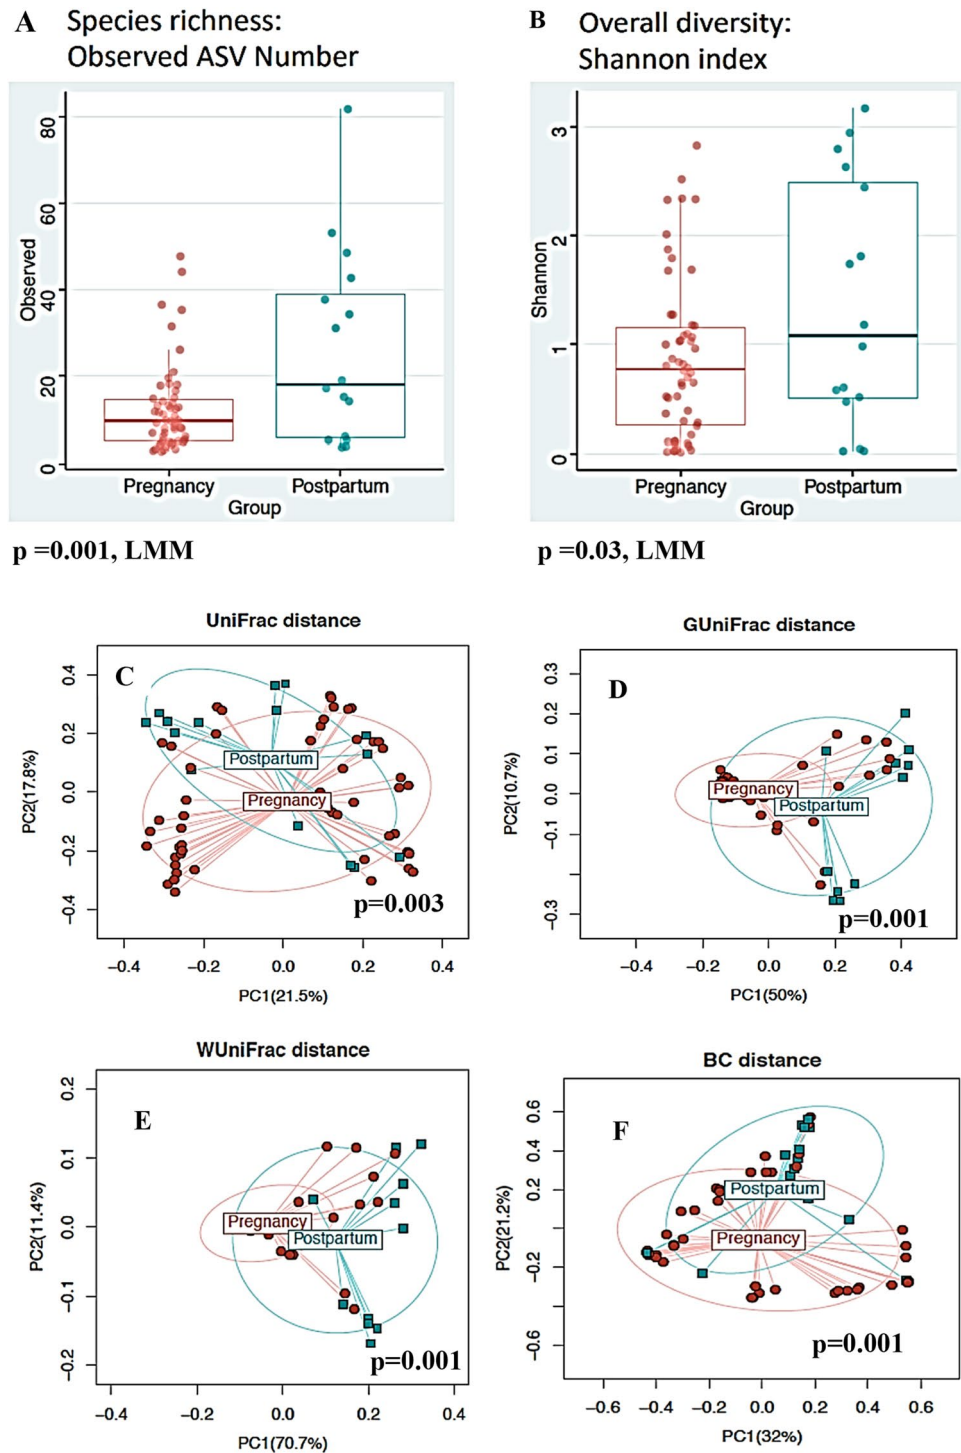 A
Species richness:
Observed ASV Number
Observed
80
60
40
20
0
Pregnancy
Postpartum
Group
p =0.001, LMM
B
Overall diversity:
Shannon index
Shannon
3
2
1
0
Pregnancy
Postpartum
Group
p =0.03, LMM
UniFrac distance
C
PC2(17.8%)
0.4
0.2
0.0
−0.2
−0.4
Postpartum
Pregnancy
p=0.003
−0.4 −0.2 0.0 0.2 0.4
PC1(21.5%)
GUniFrac distance
D
PC2(10.7%)
0.3
0.2
0.1
0.0
−0.1
−0.3
Pregnancy
Postpartum
p=0.001
−0.4 −0.2 0.0 0.2 0.4
PC1(50%)
WUniFrac distance
E
PC2(11.4%)
0.2
0.1
0.0
−0.1
−0.2
Pregnancy
Postpartum
p=0.001
−0.4 −0.2 0.0 0.2 0.4
PC1(70.7%)
BC distance
F
PC2(21.2%)
0.6
0.4
0.2
−0.2
−0.6
Postpartum
Pregnancy
p=0.001
−0.6 −0.4 −0.2 0.0 0.2 0.4 0.6
PC1(32%)